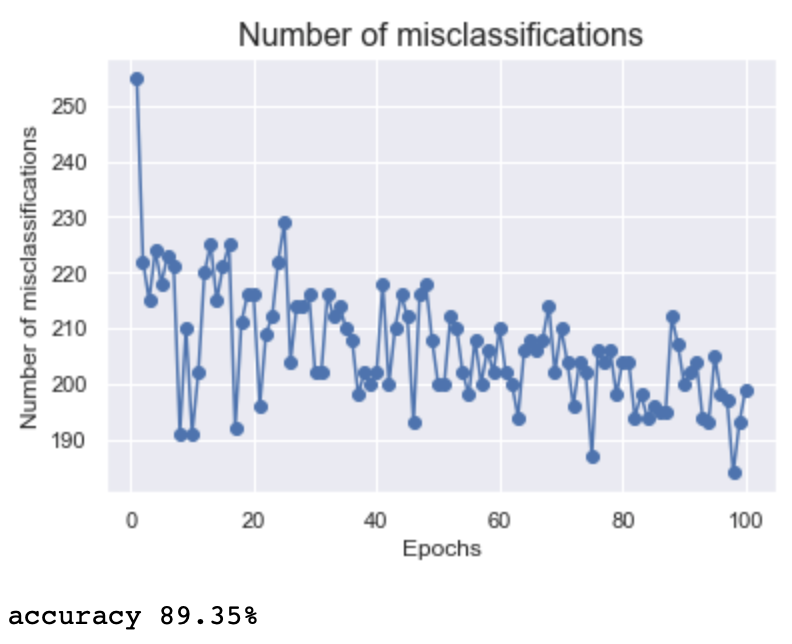 Number of misclassifications
Number of misclassifications
250
240
230
220
210
200
190
0 20 40 60 80 100
Epochs
accuracy 89.35%